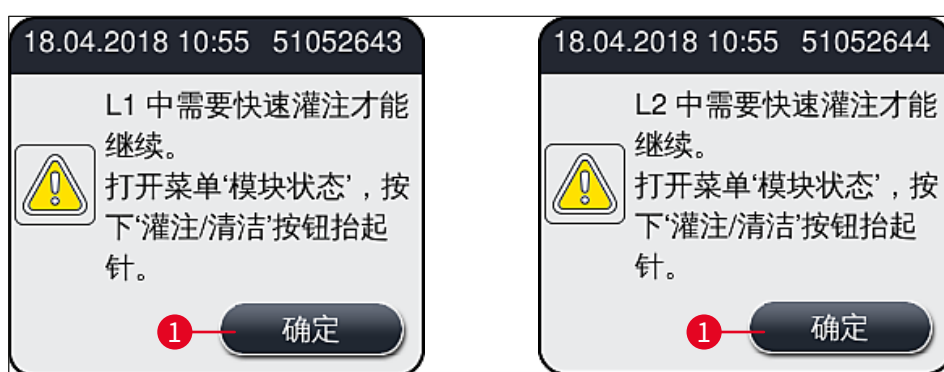 18.04.2018 10:55 51052643
L1 中需要快速灌注才能
继续。
打开菜单‘模块状态’，按
下‘灌注/清洁’按钮抬起
针。
1
确定
18.04.2018 10:55 51052644
L2 中需要快速灌注才能
继续。
打开菜单‘模块状态’，按
下‘灌注/清洁’按钮抬起
针。
1
确定